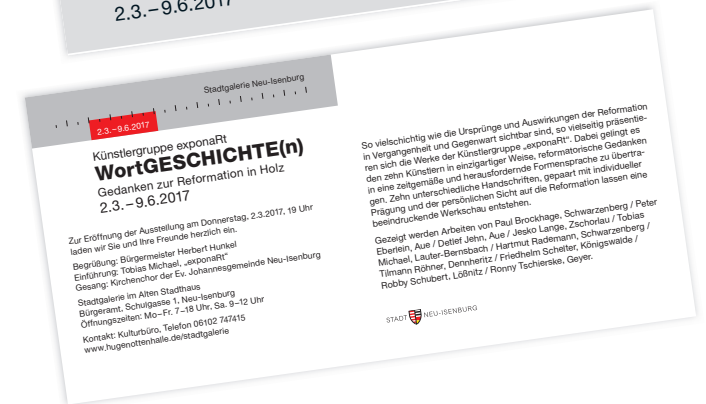 2.3.–9.6.2017
Stadtgalerie Neu-Isenburg
2.3.–9.6.2017
Künstlergruppe exponaRt
WortGESCHICHTE(n)
Gedanken zur Reformation in Holz
2.3.–9.6.2017
Zur Eröffnung der Ausstellung am Donnerstag, 2.3.2017, 19 Uhr
laden wir Sie und Ihre Freunde herzlich ein.
Begrüßung: Bürgermeister Herbert Hunkel
Einführung: Tobias Michael, „exponaRt“
Gesang: Kirchenchor der Ev. Johannesgemeinde Neu-Isenburg
Stadtgalerie im Alten Stadthaus
Bürgeramt, Schulgasse 1, Neu-Isenburg
Öffnungszeiten: Mo–Fr. 7–18 Uhr, Sa. 9–12 Uhr
Kontakt: Kulturbüro, Telefon 06102 747415
www.hugenottenhalle.de/stadtgalerie
So vielschichtig wie die Ursprünge und Auswirkungen der Reformation
in Vergangenheit und Gegenwart sichtbar sind, so vielseitig präsentie-
ren sich die Werke der Künstlergruppe „exponaRt“. Dabei gelingt es
den zehn Künstlern in einzigartiger Weise, reformatorische Gedanken
in eine zeitgemäße und herausfordernde Formensprache zu übertra-
gen. Zehn unterschiedliche Handschriften, gepaart mit individueller
Prägung und der persönlichen Sicht auf die Reformation lassen eine
beeindruckende Werkschau entstehen.
Gezeigt werden Arbeiten von Paul Brockhage, Schwarzenberg / Peter
Eberlein, Aue / Detlef Jehn, Aue / Jesko Lange, Zschorlau / Tobias
Michael, Lauter-Bernsbach / Hartmut Rademann, Schwarzenberg /
Tilmann Röhner, Dennheritz / Friedhelm Schelter, Königswalde /
Robby Schubert, Lößnitz / Ronny Tschierske, Geyer.
STADT NEU-ISENBURG